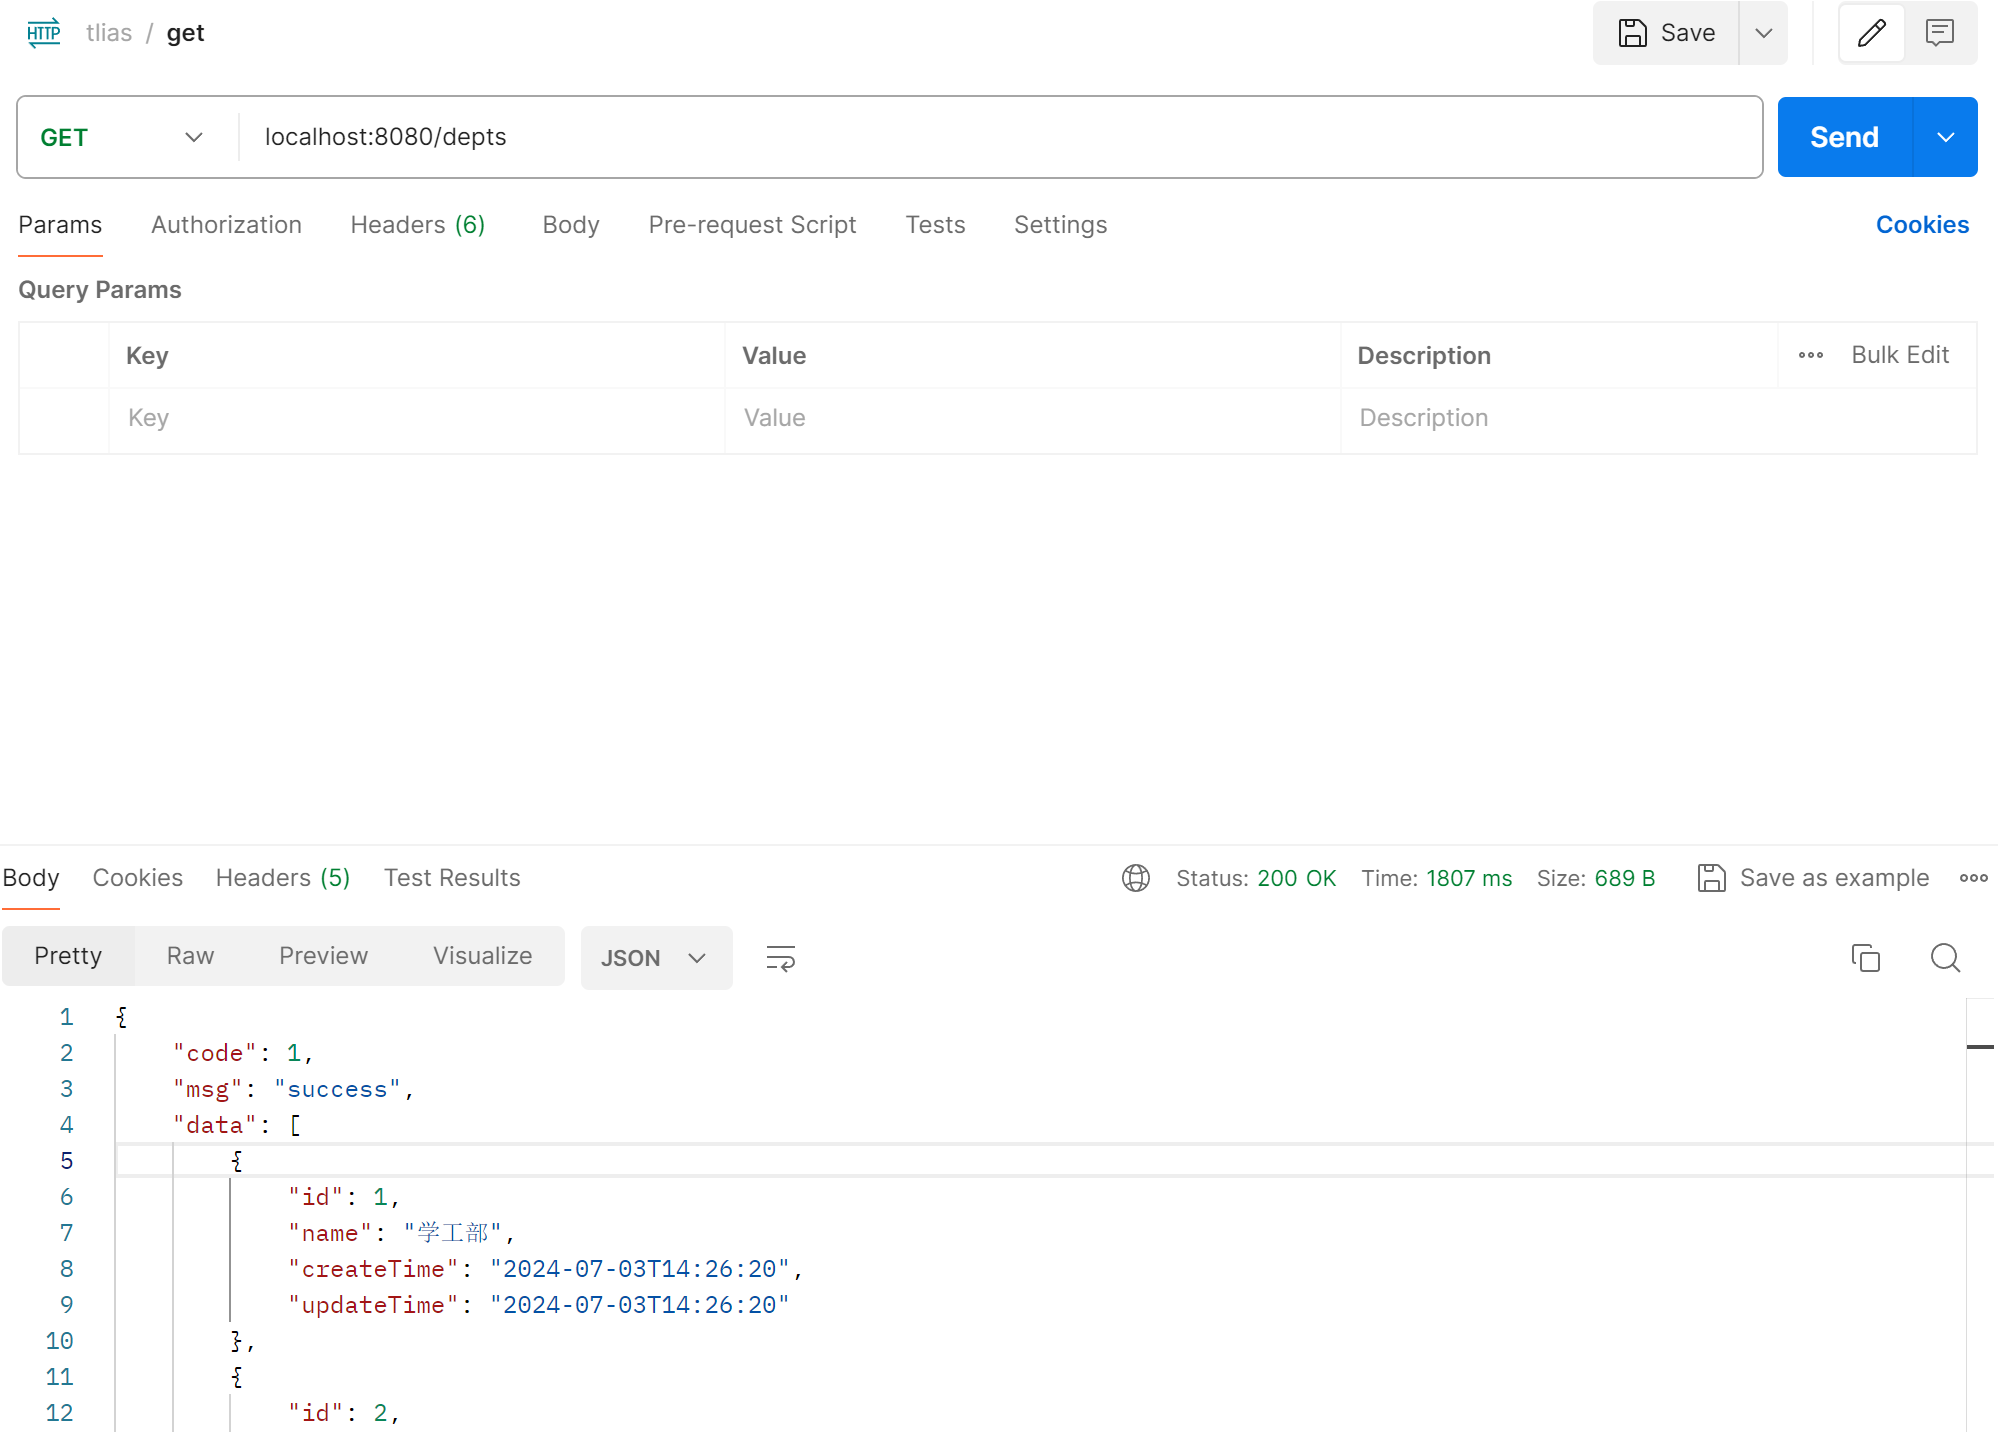 HTTP tlias / get Save
GET localhost:8080/depts Send
Params Authorization Headers (6) Body Pre-request Script Tests Settings Cookies
Query Params
Key Value Description Bulk Edit
Key Value Description
Body Cookies Headers (5) Test Results Status: 200 OK Time: 1807 ms Size: 689 B Save as example
Pretty Raw Preview Visualize JSON
1 {
2 "code": 1,
3 "msg": "success",
4 "data": [
5 {
6 "id": 1,
7 "name": "学工部",
8 "createTime": "2024-07-03T14:26:20",
9 "updateTime": "2024-07-03T14:26:20"
10 },
11 {
12 "id": 2,